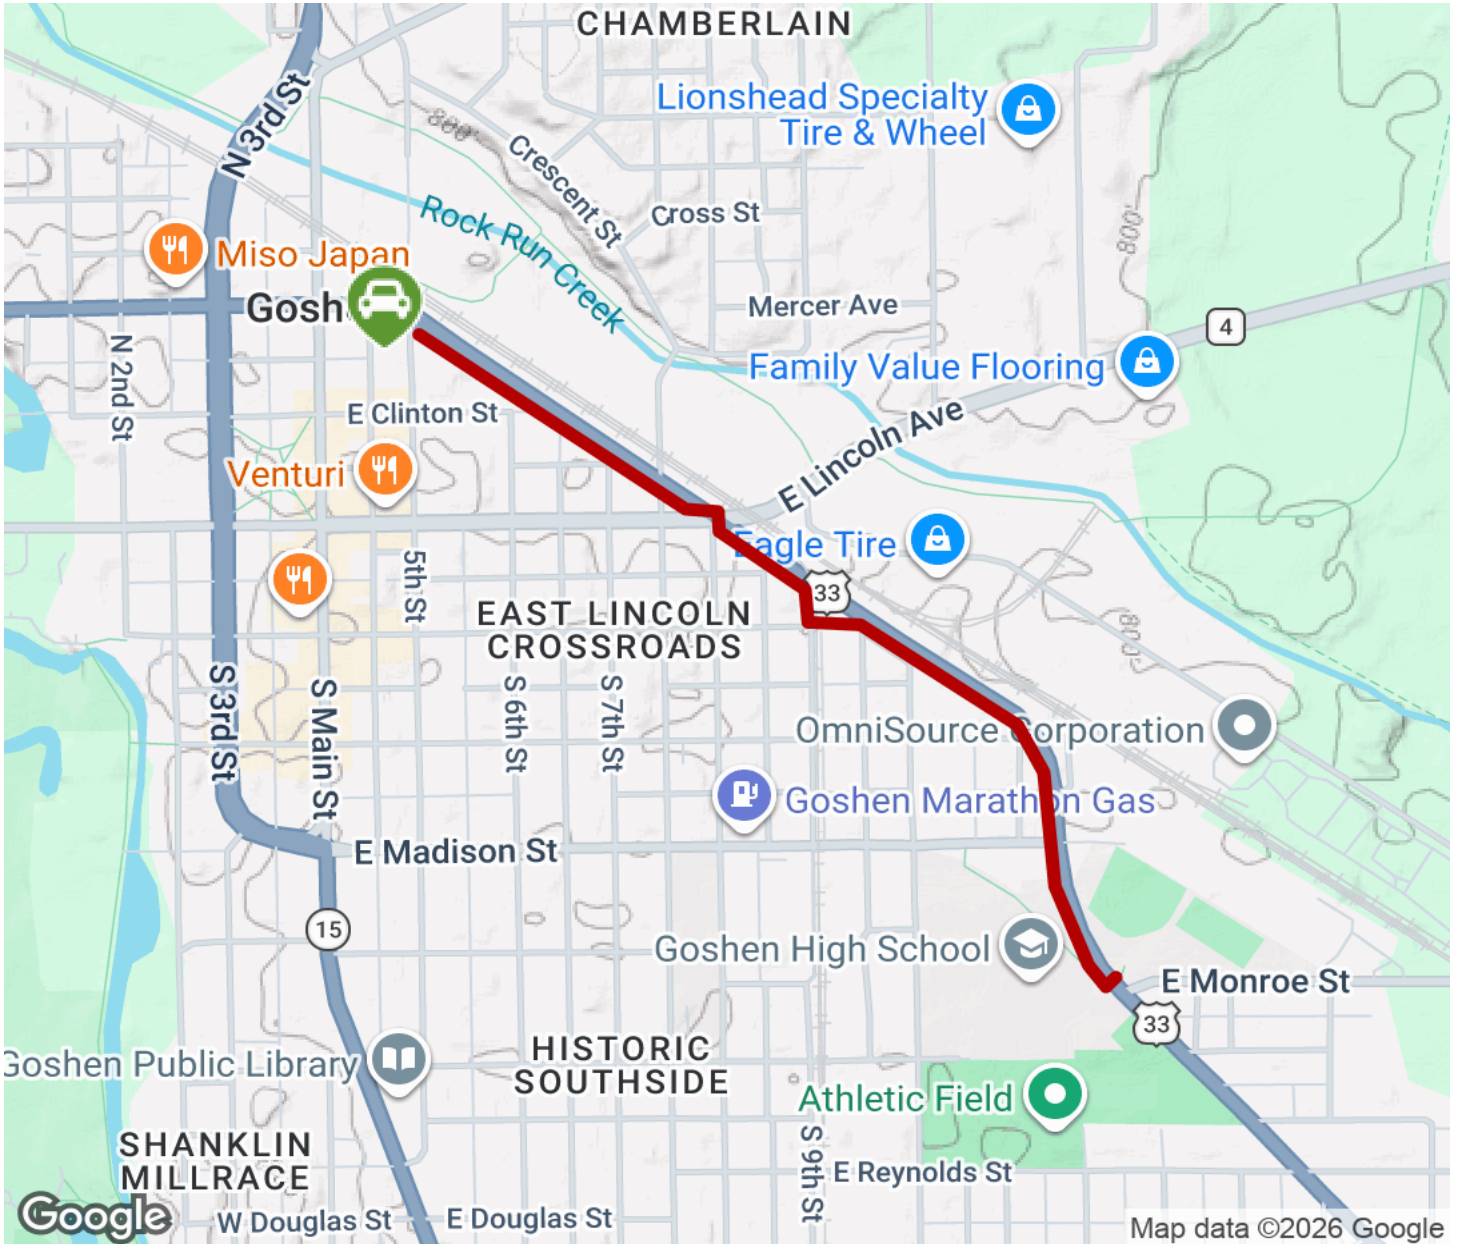 CHAMBERLAIN
Lionshead Specialty
Tire & Wheel
N 3rd St
800'
Crescent St
Cross St
Rock Run Creek
800'
Miso Japan
Gosh
Mercer Ave
4
N 2nd St
Family Value Flooring
E Clinton St
E Lincoln Ave
Venturi
Eagle Tire
5th St
33
EAST LINCOLN
CROSSROADS
800'
S 3rd St
S Main St
S 6th St
S 7th St
OmniSource Corporation
Goshen Marathon Gas
E Madison St
15
Goshen High School
E Monroe St
33
Goshen Public Library
HISTORIC
SOUTHSIDE
Athletic Field
SHANKLIN
MILLRACE
S 9th St
E Reynolds St
Google
W Douglas St
E Douglas St
Map data ©2026 Google